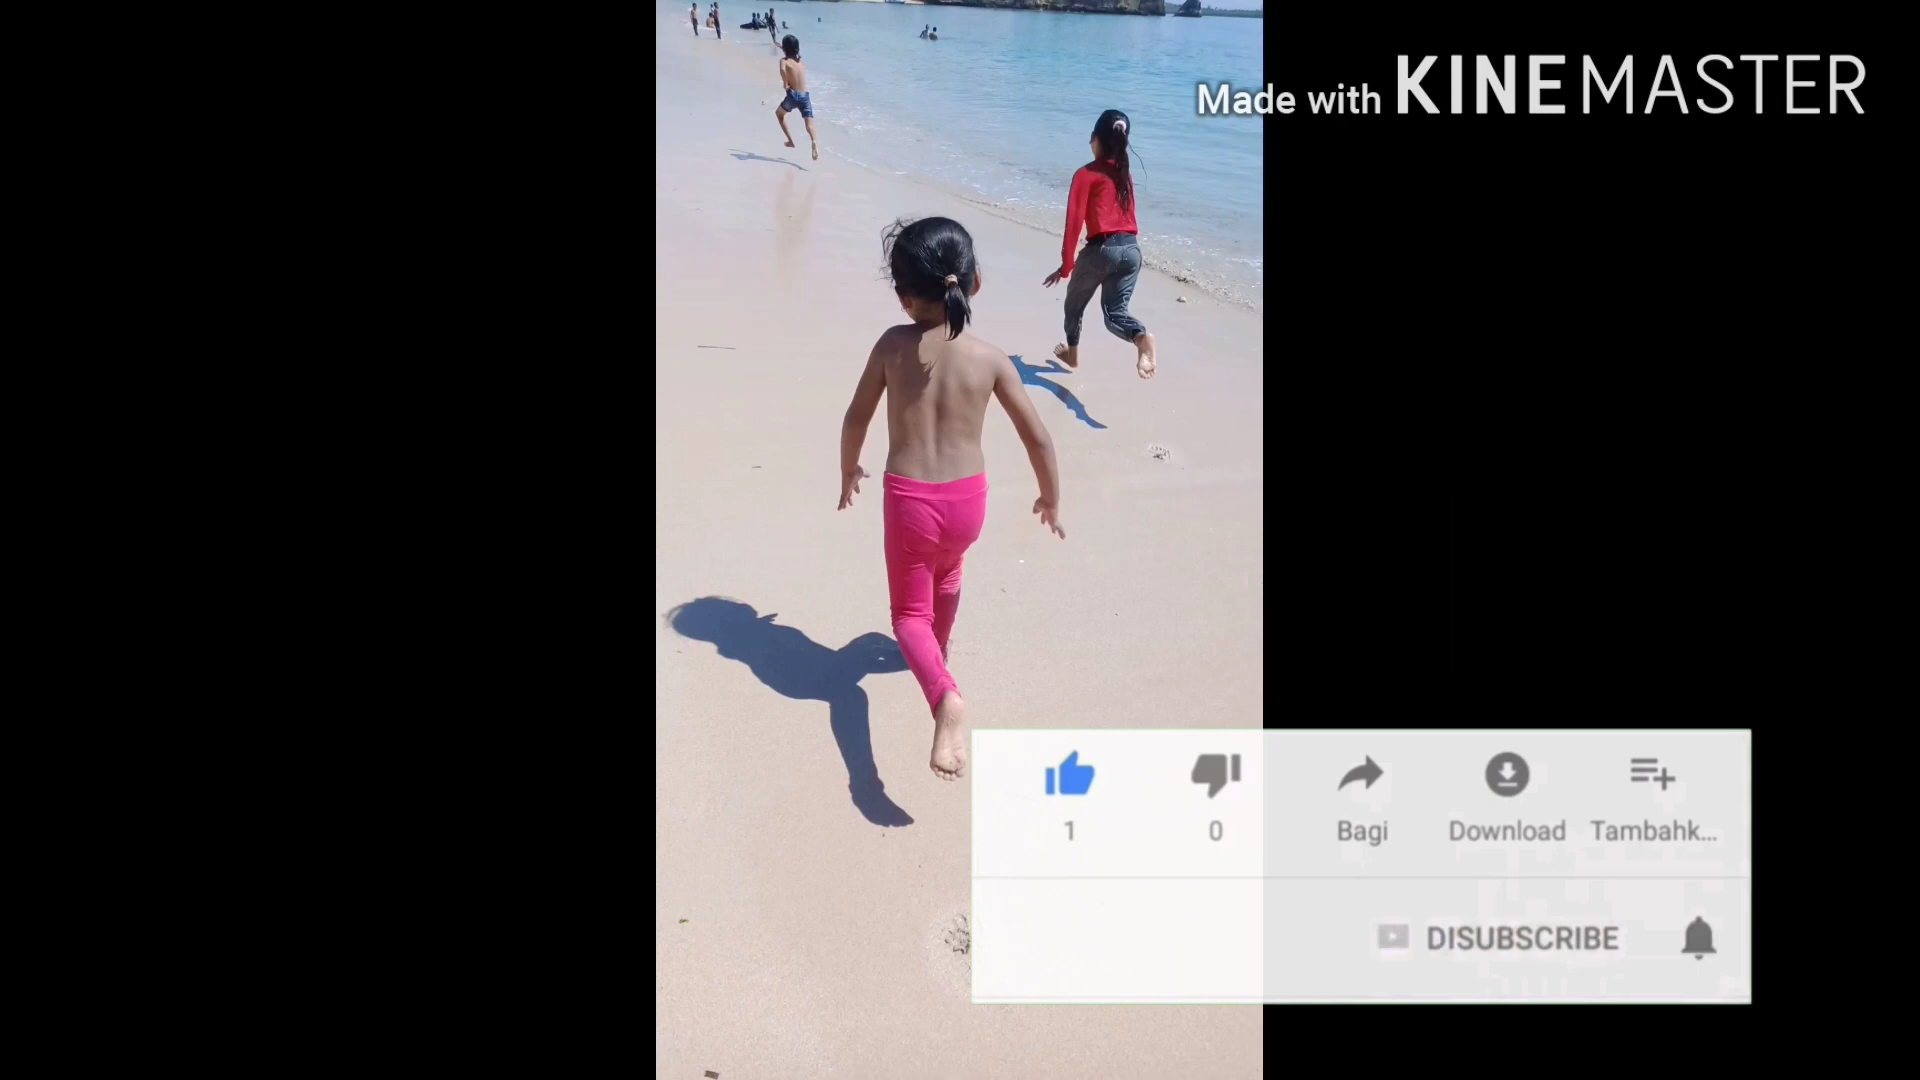 Made with KINEMASTER
1
0
Bagi
Download
Tambahk...
DISUBSCRIBE